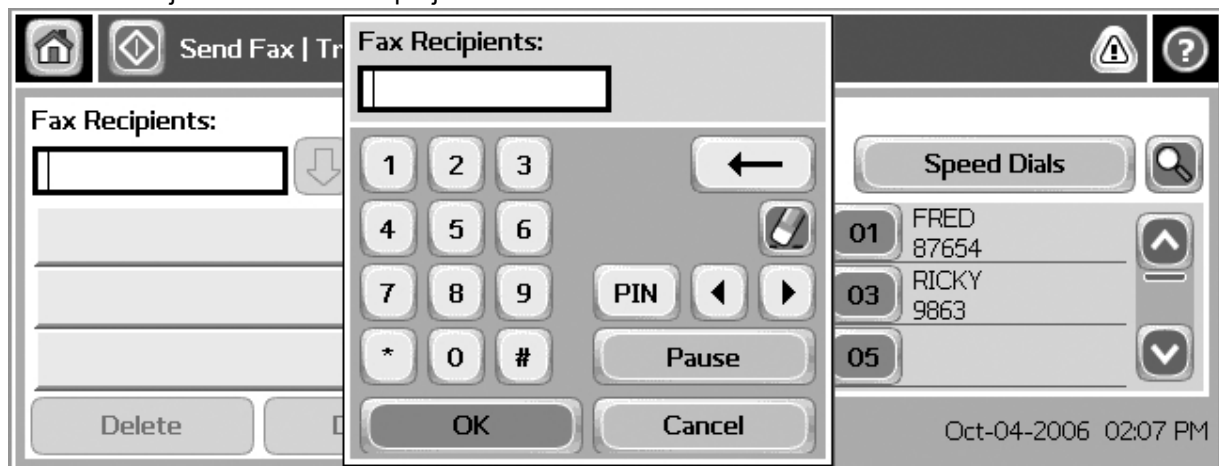 Send Fax | Tr
Fax Recipients:
Fax Recipients:
1 2 3
4 5 6
7 8 9 PIN
* 0 # Pause
OK Cancel
Speed Dials
01 FRED
87654
03 RICKY
9863
05
Delete
Oct-04-2006 02:07 PM